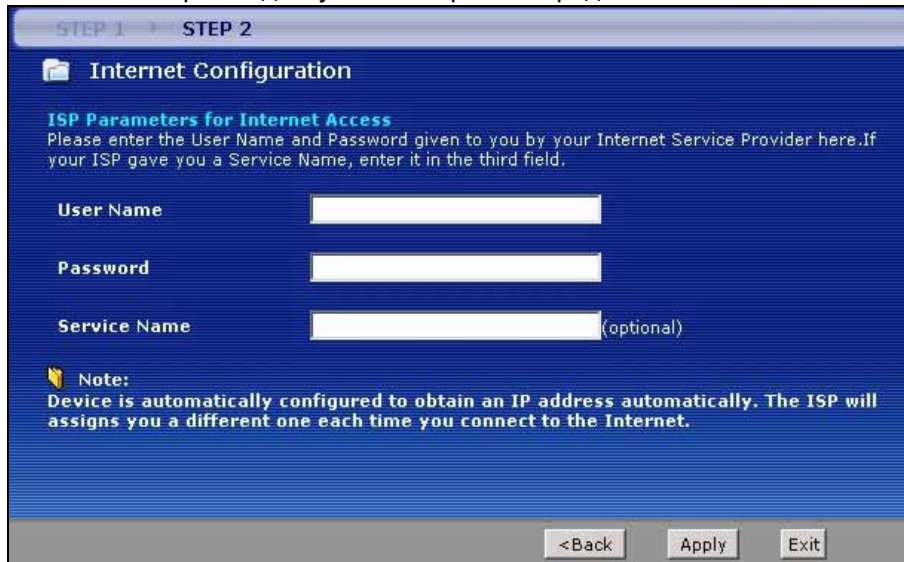 STEP 1 STEP 2
Internet Configuration
ISP Parameters for Internet Access
Please enter the User Name and Password given to you by your Internet Service Provider here.If
your ISP gave you a Service Name, enter it in the third field.
User Name
Password
Service Name (optional)
Note:
Device is automatically configured to obtain an IP address automatically. The ISP will
assigns you a different one each time you connect to the Internet.
<Back Apply Exit